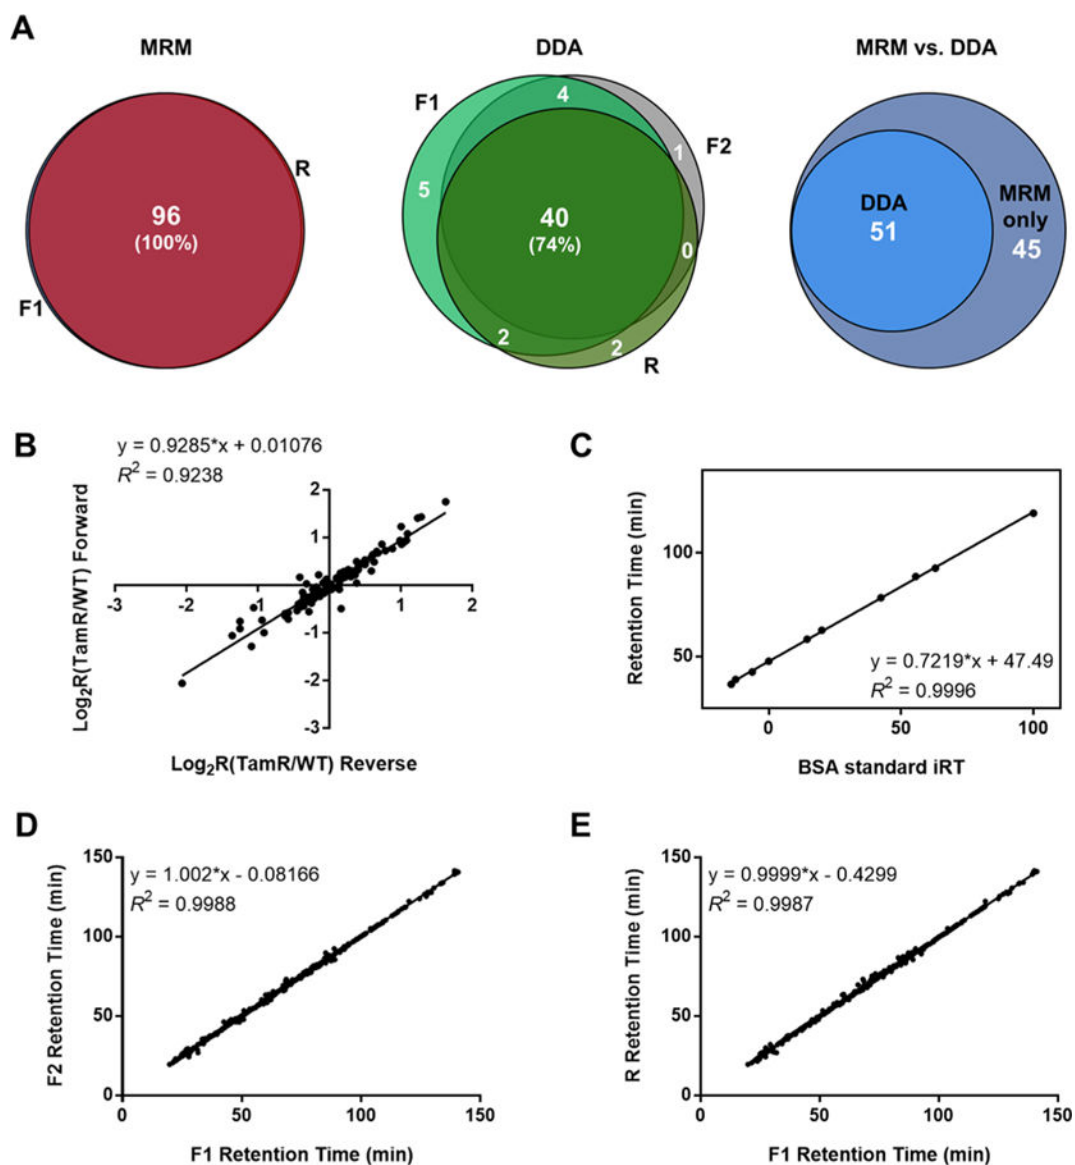 A
MRM
DDA
MRM vs. DDA
F1
R
96
(100%)
F1
F2
R
4
1
5
40
(74%)
0
2
2
DDA
51
MRM
only
45
B
y = 0.9285*x + 0.01076
R² = 0.9238
Log₂R(TamR/WT) Forward
2
1
-3
-2
-1
1
2
-1
-2
-3
Log₂R(TamR/WT) Reverse
C
Retention Time (min)
100
50
y = 0.7219*x + 47.49
R² = 0.9996
0
50
100
BSA standard iRT
D
y = 1.002*x - 0.08166
R² = 0.9988
F2 Retention Time (min)
150
100
50
0
0
50
100
150
F1 Retention Time (min)
E
y = 0.9999*x - 0.4299
R² = 0.9987
R Retention Time (min)
150
100
50
0
0
50
100
150
F1 Retention Time (min)